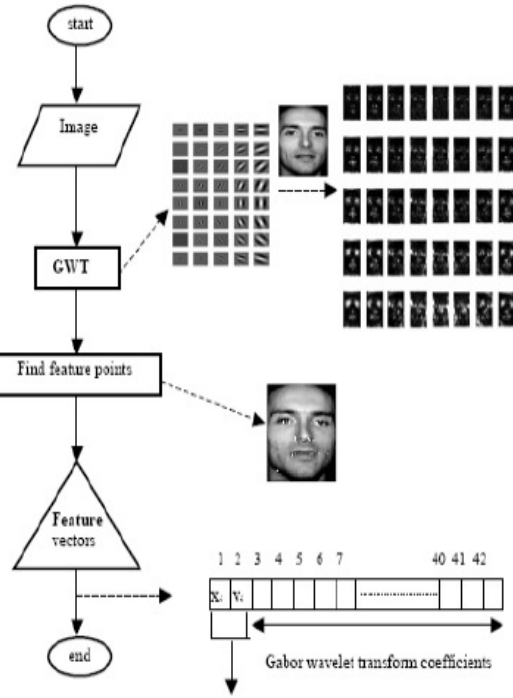 start
Image
GWT
Find feature points
Feature
vectors
1 2 3 4 5 6 7 40 41 42
end
Gabor wavelet transform coefficients